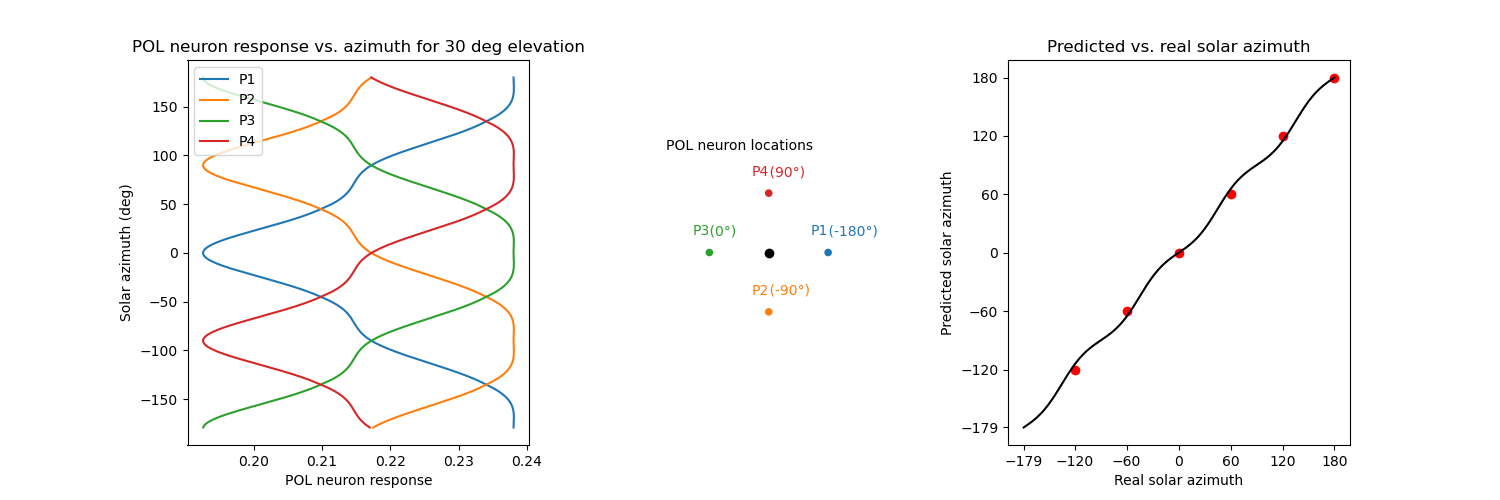 POL neuron response vs. azimuth for 30 deg elevation
P1
P2
P3
P4
Solar azimuth (deg)
150
100
50
0
−50
−100
−150
0.20 0.21 0.22 0.23 0.24
POL neuron response
POL neuron locations
P4(90°)
P3(0°)
P1(-180°)
P2(-90°)
Predicted vs. real solar azimuth
Predicted solar azimuth
180
120
60
0
−60
−120
−179
−179 −120 −60 0 60 120 180
Real solar azimuth